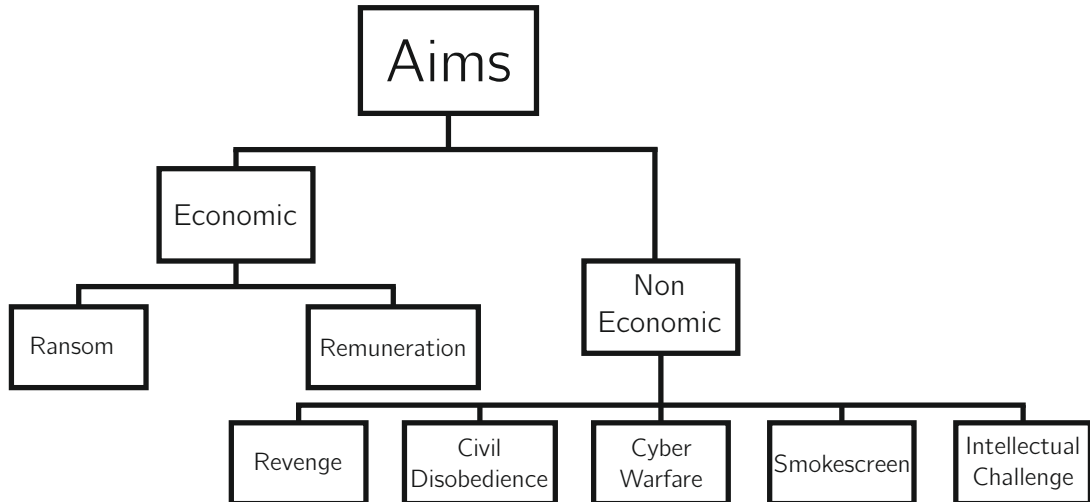 Aims
Economic
Non
Economic
Ransom
Remuneration
Revenge
Civil
Disobedience
Cyber
Warfare
Smokescreen
Intellectual
Challenge